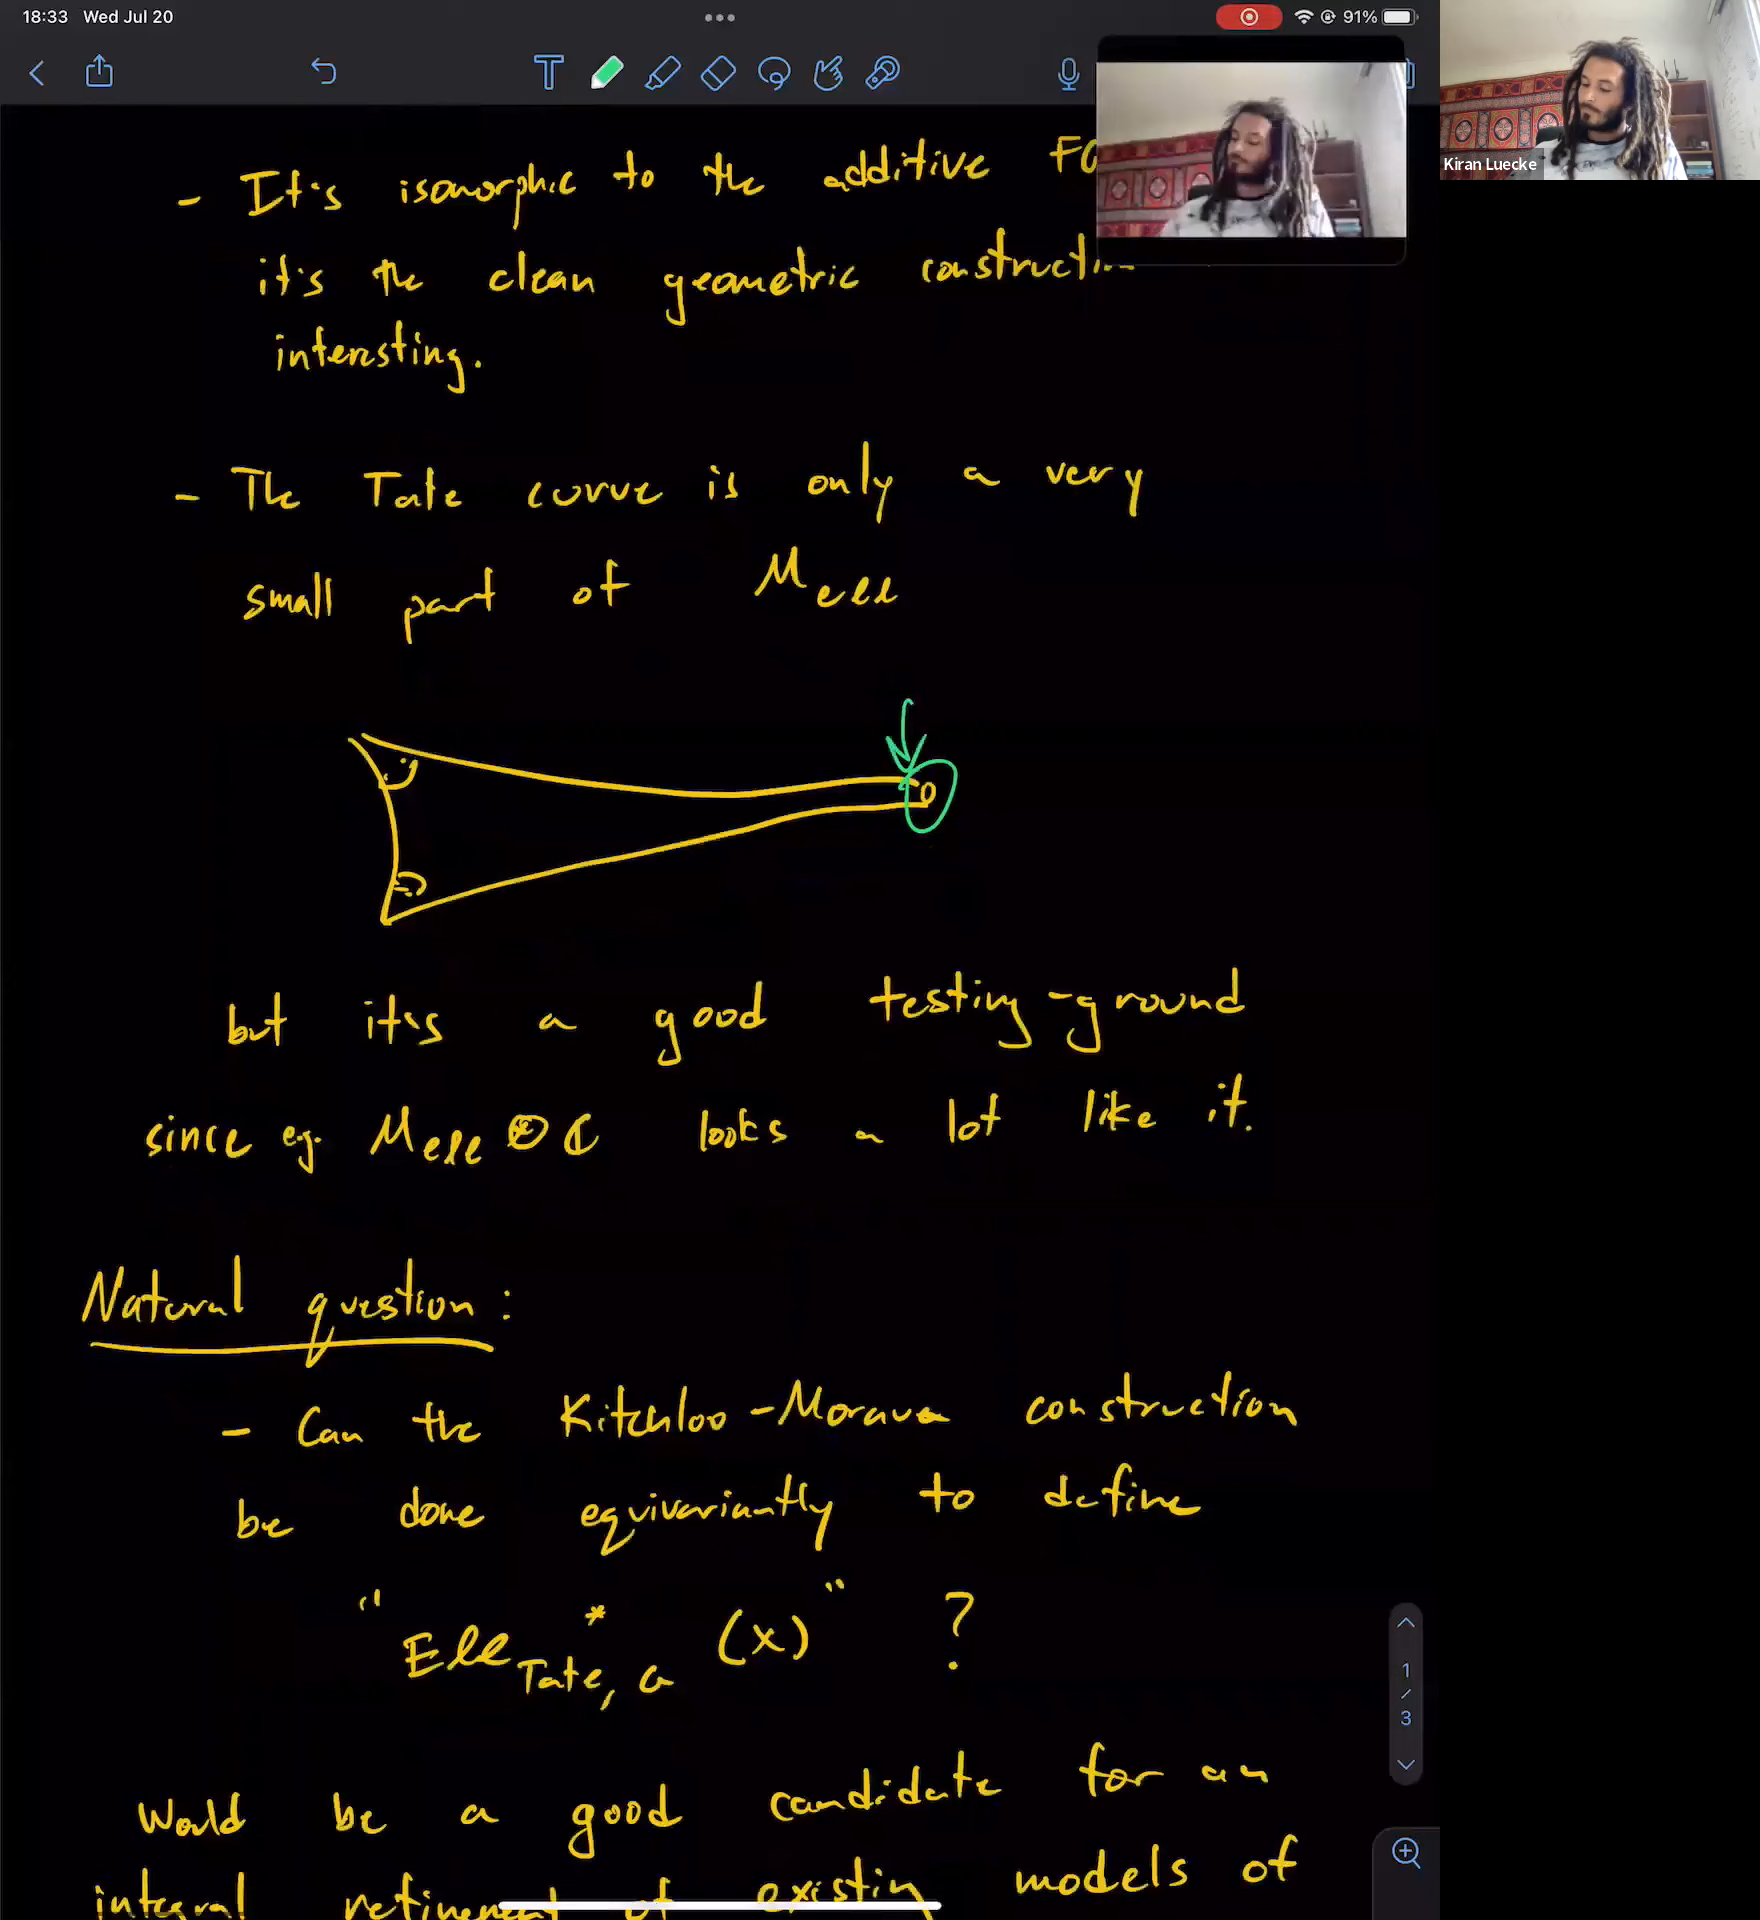 18:33 Wed Jul 20
91%
Kiran Luecke
- It's isomorphic to the additive
it's the clean geometric
interesting.
- The Tate curve is only a very
small part of Mell
but it's a good testing-ground
since eg. Mell ⊗ ℂ looks a lot like it.
Natural question:
- Can the Kitchloo-Morava construction
be done equivariantly to define
"Ell*Tate, G (X)" ?
1
/
3
Would be a good candidate for an
integral refinement of existing models of